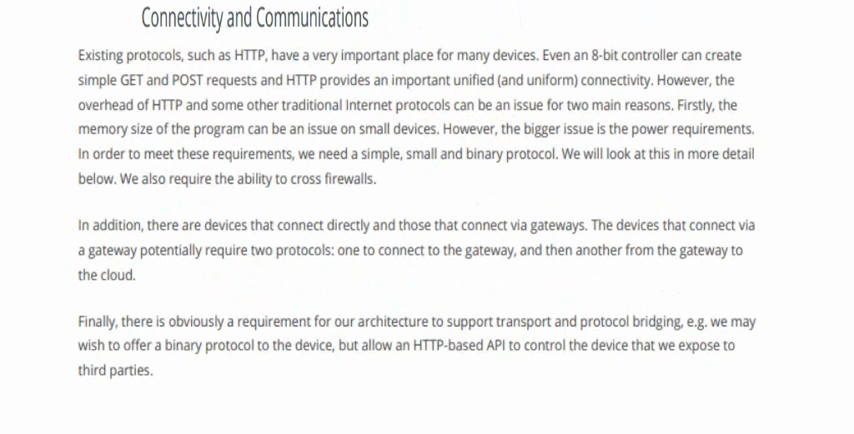 Connectivity and Communications
Existing protocols, such as HTTP, have a very important place for many devices. Even an 8-bit controller can create
simple GET and POST requests and HTTP provides an important unified (and uniform) connectivity. However, the
overhead of HTTP and some other traditional Internet protocols can be an issue for two main reasons. Firstly, the
memory size of the program can be an issue on small devices. However, the bigger issue is the power requirements.
In order to meet these requirements, we need a simple, small and binary protocol. We will look at this in more detail
below. We also require the ability to cross firewalls.
In addition, there are devices that connect directly and those that connect via gateways. The devices that connect via
a gateway potentially require two protocols: one to connect to the gateway, and then another from the gateway to
the cloud.
Finally, there is obviously a requirement for our architecture to support transport and protocol bridging, e.g. we may
wish to offer a binary protocol to the device, but allow an HTTP-based API to control the device that we expose to
third parties.